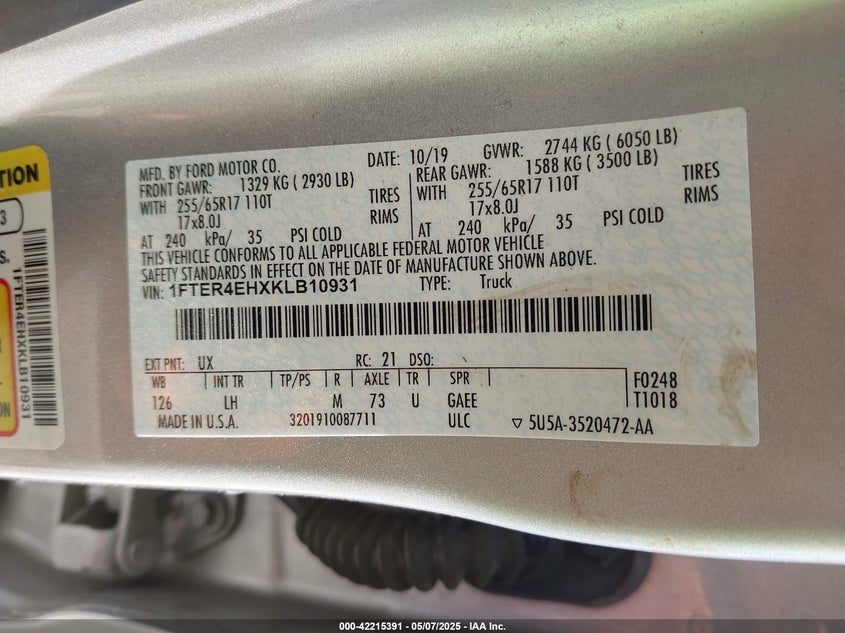 TION
3
S.
1FTER4EHXKLB10931
ON
MFD. BY FORD MOTOR CO. DATE: 10/19 GVWR: 2744 KG ( 6050 LB)
FRONT GAWR: 1329 KG ( 2930 LB) REAR GAWR: 1588 KG ( 3500 LB)
WITH 255/65R17 110T TIRES WITH 255/65R17 110T TIRES
17x8.0J RIMS 17x8.0J RIMS
AT 240 kPa/ 35 PSI COLD AT 240 kPa/ 35 PSI COLD
THIS VEHICLE CONFORMS TO ALL APPLICABLE FEDERAL MOTOR VEHICLE
SAFETY STANDARDS IN EFFECT ON THE DATE OF MANUFACTURE SHOWN ABOVE.
VIN: 1FTER4EHXKLB10931 TYPE: Truck
EXT PNT: UX RC: 21 DSO:
WB INT TR TP/PS R AXLE TR SPR F0248
126 LH M 73 U GAEE T1018
MADE IN U.S.A. 3201910087711 ULC ▽ 5U5A-3520472-AA
000-42215391 - 05/07/2025 - IAA Inc.